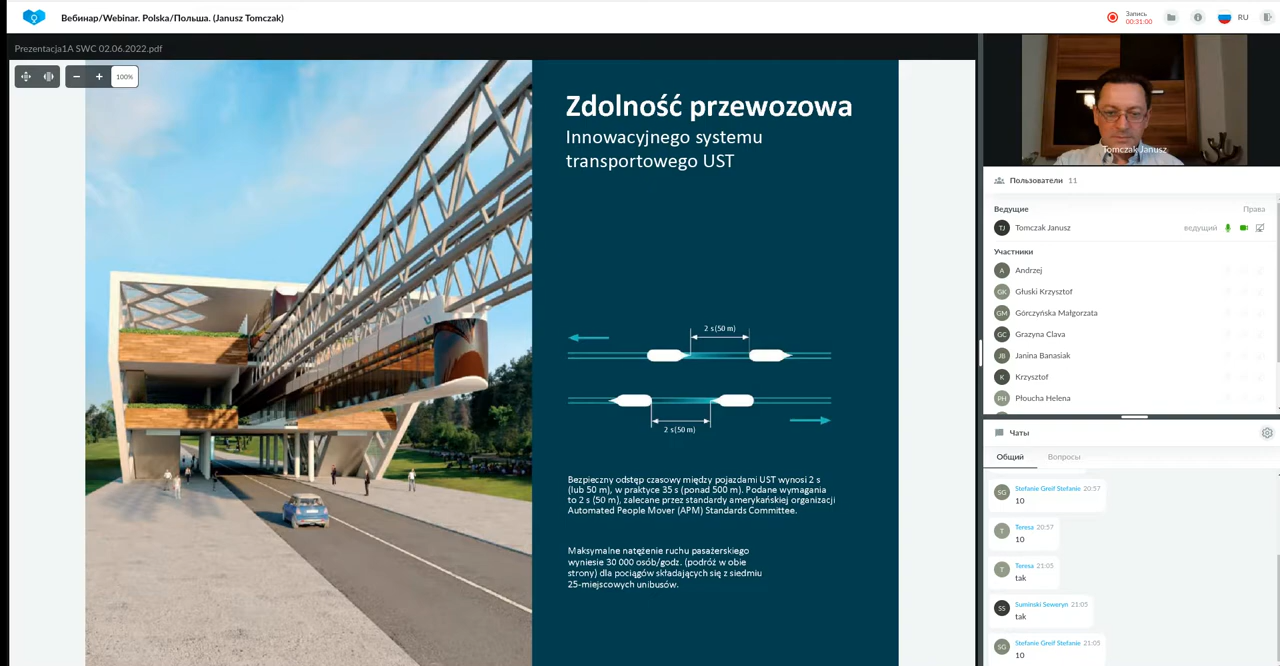 Вебинар/Webinar. Polska/Польша. (Janusz Tomczak)
Запись
00:31:00
RU
Prezentacja1A SWC 02.06.2022.pdf
100%
Zdolność przewozowa
Innowacyjnego systemu
transportowego UST
2 s (50 m)
2 s (50 m)
Bezpieczny odstęp czasowy między pojazdami UST wynosi 2 s
(lub 50 m), w praktyce 35 s (ponad 500 m). Podane wymagania
to 2 s (50 m), zalecane przez standardy amerykańskiej organizacji
Automated People Mover (APM) Standards Committee.
Maksymalne natężenie ruchu pasażerskiego
wyniesie 30 000 osób/godz. (podróż w obie
strony) dla pociągów składających się z siedmiu
25-miejscowych unibusów.
Tomczak Janusz
Пользователи 11
Ведущие Права
TJ Tomczak Janusz ведущий
Участники
A Andrzej
GK Głuski Krzysztof
GM Górczyńska Małgorzata
GC Grazyna Clava
JB Janina Banasiak
K Krzysztof
PH Płoucha Helena
Чаты
Общий Вопросы
SG Stefanie Greif Stefanie 20:57
10
T Teresa 20:57
10
T Teresa 21:05
tak
SS Sumiński Seweryn 21:05
tak
SG Stefanie Greif Stefanie 21:05
10